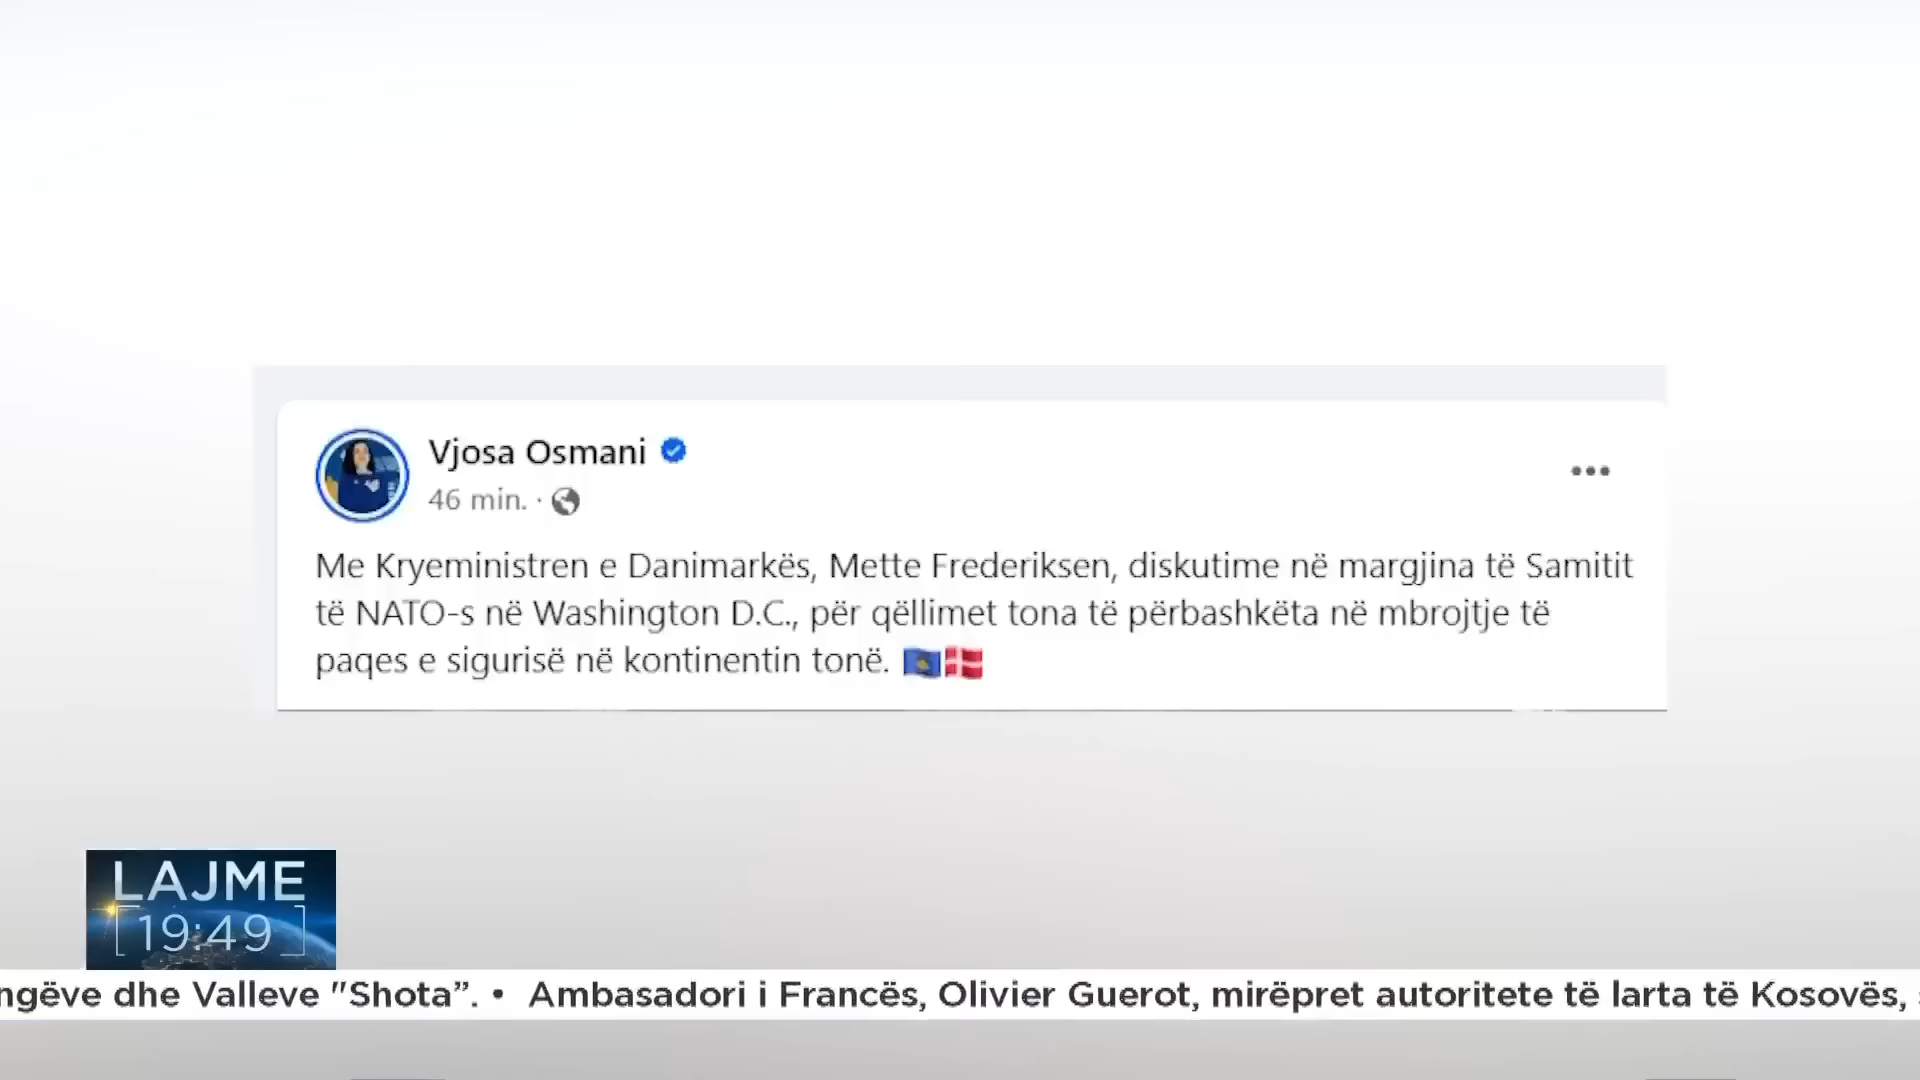 Vjosa Osmani
46 min. ·
Me Kryeministren e Danimarkës, Mette Frederiksen, diskutime në margjina të Samitit
të NATO-s në Washington D.C., për qëllimet tona të përbashkëta në mbrojtje të
paqes e sigurisë në kontinentin tonë.
LAJME
19:49
dhe Valleve "Shota”. • Ambasadori i Francës, Olivier Guerot, mirëpret autoritete të larta të Kosovës,